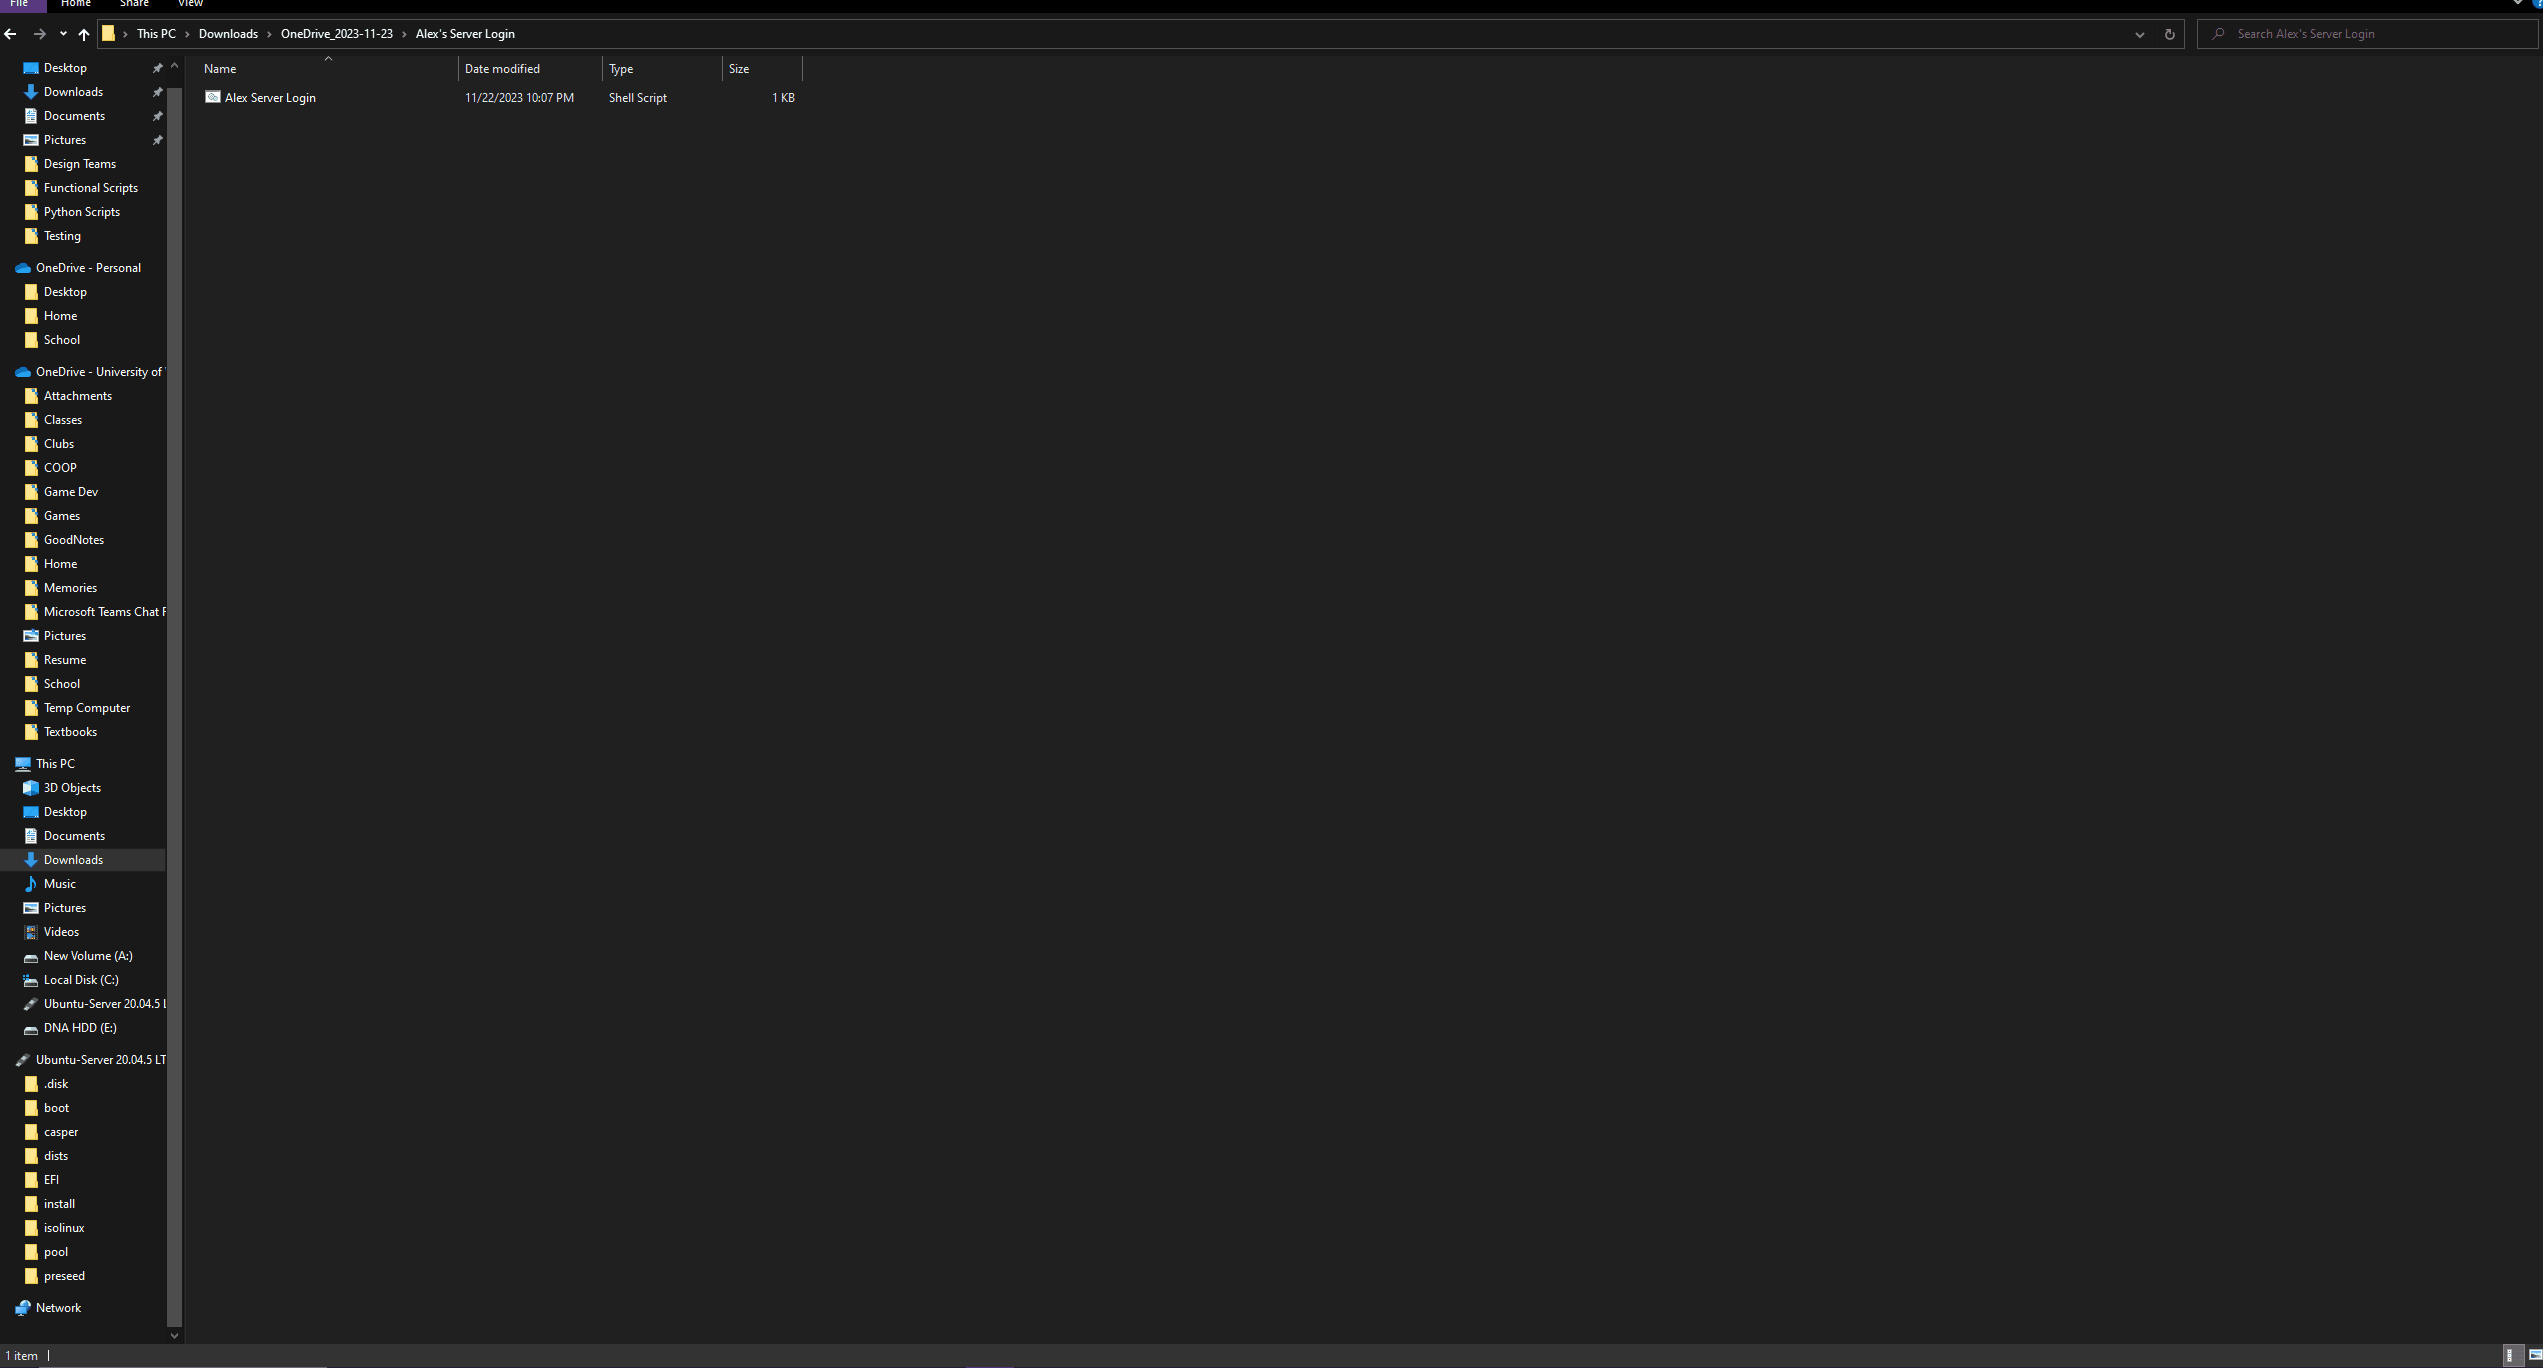 File Home Share View
This PC › Downloads › OneDrive_2023-11-23 › Alex's Server Login
Search Alex's Server Login
Name Date modified Type Size
Alex Server Login 11/22/2023 10:07 PM Shell Script 1 KB
Desktop
Downloads
Documents
Pictures
Design Teams
Functional Scripts
Python Scripts
Testing
OneDrive - Personal
Desktop
Home
School
OneDrive - University of
Attachments
Classes
Clubs
COOP
Game Dev
Games
GoodNotes
Home
Memories
Microsoft Teams Chat F
Pictures
Resume
School
Temp Computer
Textbooks
This PC
3D Objects
Desktop
Documents
Downloads
Music
Pictures
Videos
New Volume (A:)
Local Disk (C:)
Ubuntu-Server 20.04.5 L
DNA HDD (E:)
Ubuntu-Server 20.04.5 LT
.disk
boot
casper
dists
EFI
install
isolinux
pool
preseed
Network
1 item